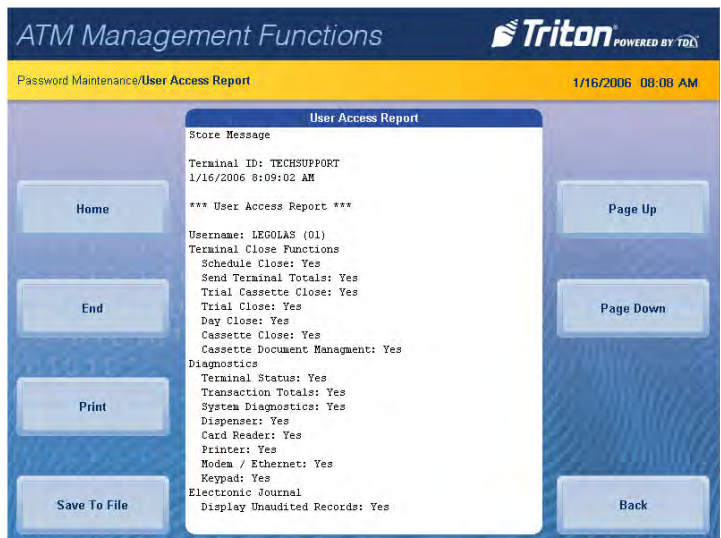 ATM Management Functions
Triton POWERED BY TDL
Password Maintenance/User Access Report
1/16/2006 08:08 AM
User Access Report
Store Message
Terminal ID: TECHSUPPORT
1/16/2006 8:09:02 AM
*** User Access Report ***
Username: LEGOLAS (01)
Terminal Close Functions
Schedule Close: Yes
Send Terminal Totals: Yes
Trial Cassette Close: Yes
Trial Close: Yes
Day Close: Yes
Cassette Close: Yes
Cassette Document Managment: Yes
Diagnostics
Terminal Status: Yes
Transaction Totals: Yes
System Diagnostics: Yes
Dispenser: Yes
Card Reader: Yes
Printer: Yes
Modem / Ethernet: Yes
Keypad: Yes
Electronic Journal
Display Unaudited Records: Yes
Home
End
Print
Save To File
Page Up
Page Down
Back